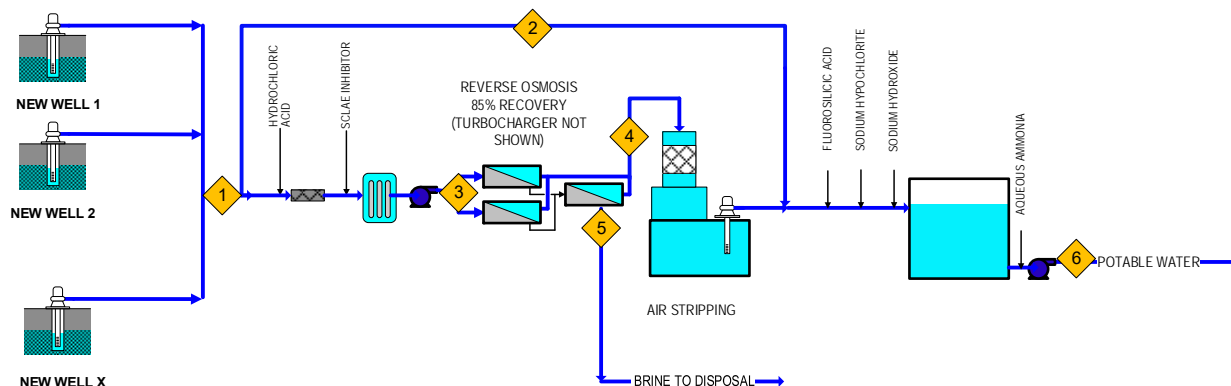 NEW WELL 1
NEW WELL 2
NEW WELL X
1
2
HYDROCHLORIC
ACID
SCLAE INHIBITOR
REVERSE OSMOSIS
85% RECOVERY
(TURBOCHARGER NOT
SHOWN)
3
4
5
AIR STRIPPING
BRINE TO DISPOSAL
FLUOROSILIC ACID
SODIUM HYPOCHLORITE
SODIUM HYDROXIDE
AQUEOUS AMMONIA
6
POTABLE WATER